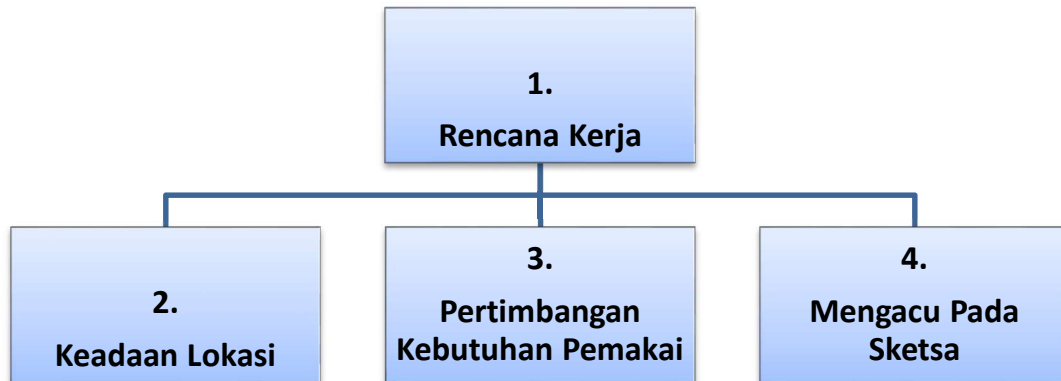 1.
Rencana Kerja
2.
Keadaan Lokasi
3.
Pertimbangan
Kebutuhan Pemakai
4.
Mengacu Pada
Sketsa